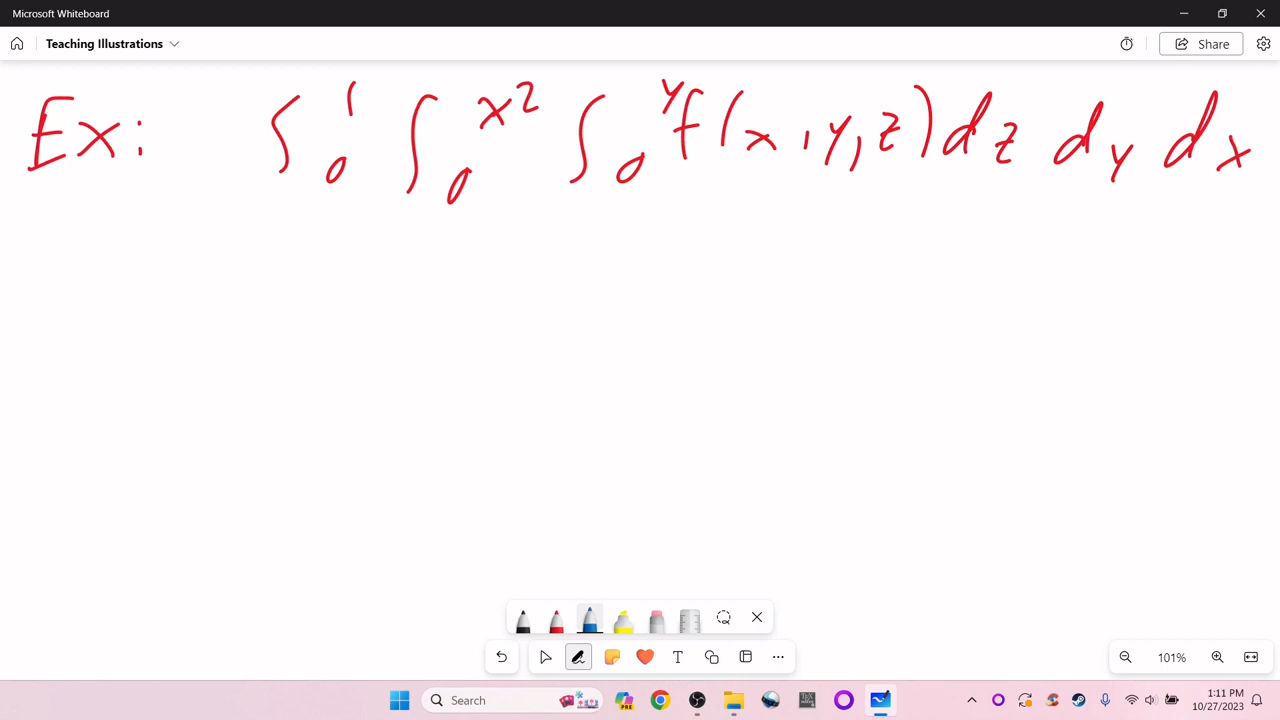 Microsoft Whiteboard
Teaching Illustrations
Share
Ex: ∫₀¹ ∫₀^{x²} ∫₀^{y} f(x,y,z) dz dy dx
101%
Search
PRE
1:11 PM
10/27/2023